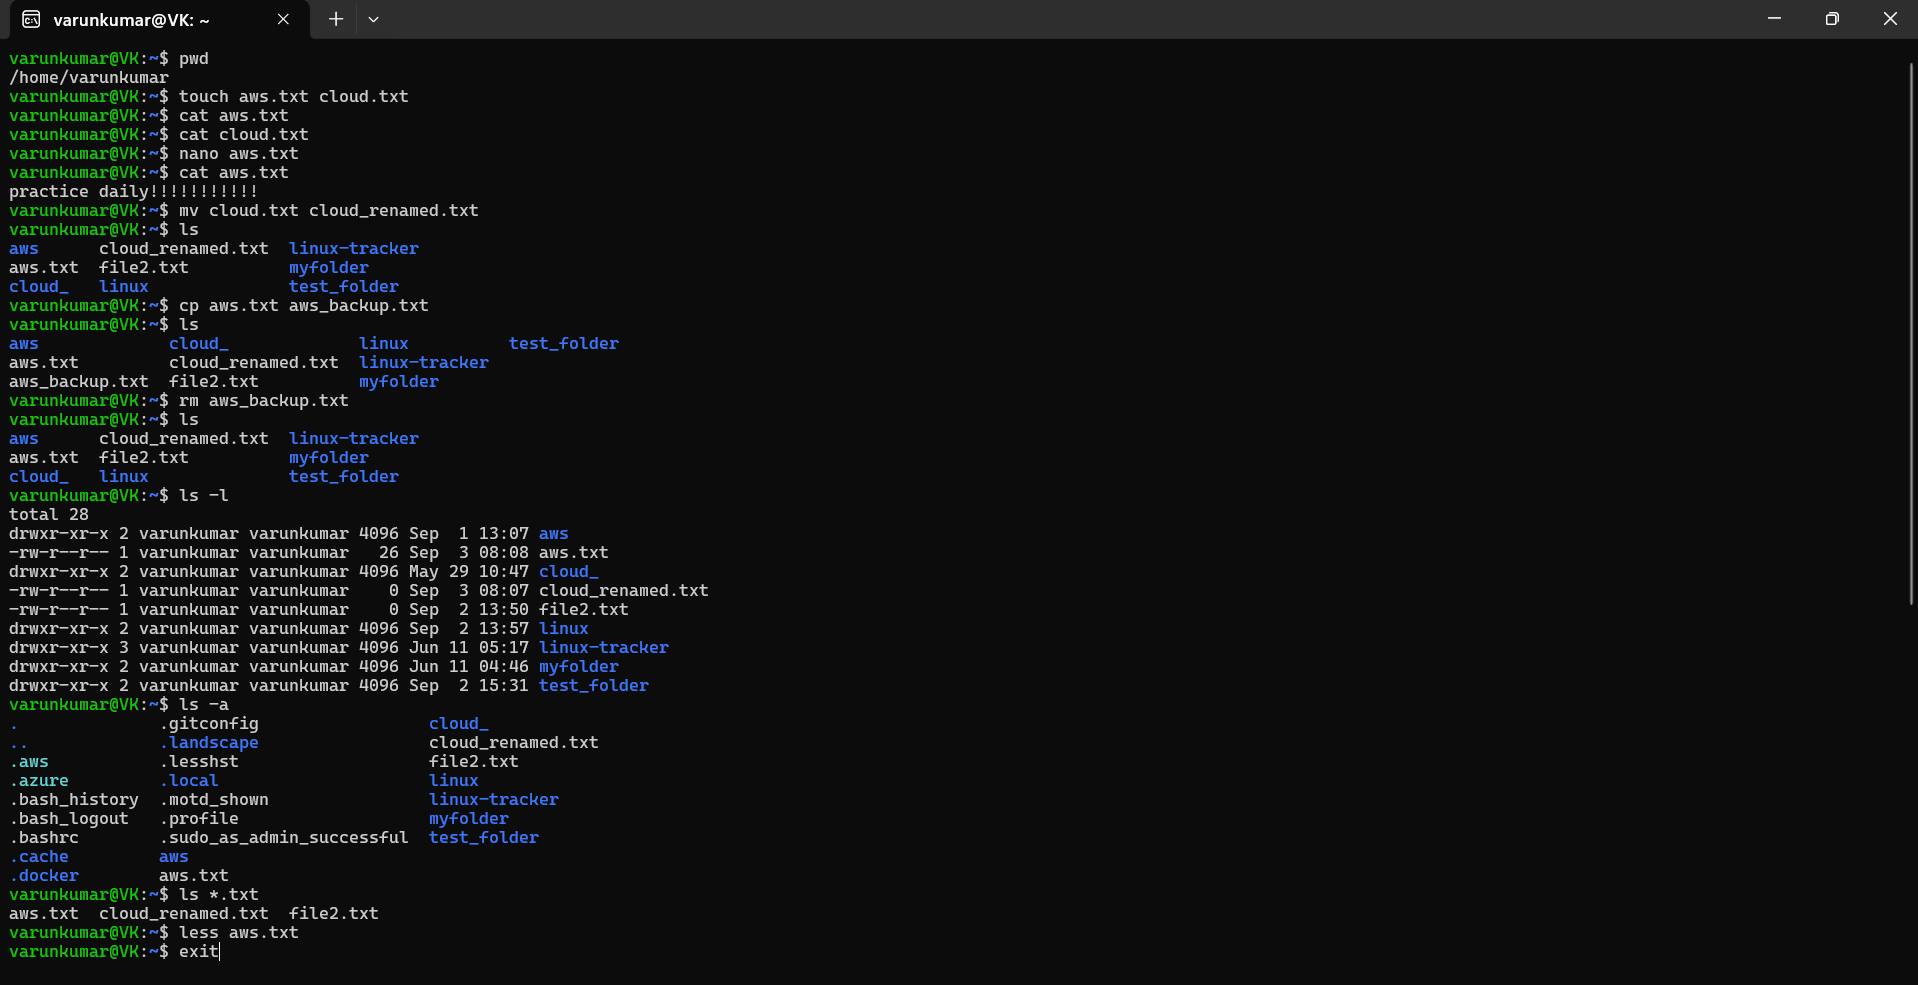 varunkumar@VK: ~
varunkumar@VK:~$ pwd
/home/varunkumar
varunkumar@VK:~$ touch aws.txt cloud.txt
varunkumar@VK:~$ cat aws.txt
varunkumar@VK:~$ cat cloud.txt
varunkumar@VK:~$ nano aws.txt
varunkumar@VK:~$ cat aws.txt
practice daily!!!!!!!!!!!
varunkumar@VK:~$ mv cloud.txt cloud_renamed.txt
varunkumar@VK:~$ ls
aws      cloud_renamed.txt  linux-tracker
aws.txt  file2.txt          myfolder
cloud_   linux              test_folder
varunkumar@VK:~$ cp aws.txt aws_backup.txt
varunkumar@VK:~$ ls
aws             cloud_             linux          test_folder
aws.txt         cloud_renamed.txt  linux-tracker
aws_backup.txt  file2.txt          myfolder
varunkumar@VK:~$ rm aws_backup.txt
varunkumar@VK:~$ ls
aws      cloud_renamed.txt  linux-tracker
aws.txt  file2.txt          myfolder
cloud_   linux              test_folder
varunkumar@VK:~$ ls -l
total 28
drwxr-xr-x 2 varunkumar varunkumar 4096 Sep  1 13:07 aws
-rw-r--r-- 1 varunkumar varunkumar   26 Sep  3 08:08 aws.txt
drwxr-xr-x 2 varunkumar varunkumar 4096 May 29 10:47 cloud_
-rw-r--r-- 1 varunkumar varunkumar    0 Sep  3 08:07 cloud_renamed.txt
-rw-r--r-- 1 varunkumar varunkumar    0 Sep  2 13:50 file2.txt
drwxr-xr-x 2 varunkumar varunkumar 4096 Sep  2 13:57 linux
drwxr-xr-x 3 varunkumar varunkumar 4096 Jun 11 05:17 linux-tracker
drwxr-xr-x 2 varunkumar varunkumar 4096 Jun 11 04:46 myfolder
drwxr-xr-x 2 varunkumar varunkumar 4096 Sep  2 15:31 test_folder
varunkumar@VK:~$ ls -a
.              .gitconfig                 cloud_
..             .landscape                 cloud_renamed.txt
.aws           .lesshst                   file2.txt
.azure         .local                     linux
.bash_history  .motd_shown                linux-tracker
.bash_logout   .profile                   myfolder
.bashrc        .sudo_as_admin_successful  test_folder
.cache         aws
.docker        aws.txt
varunkumar@VK:~$ ls *.txt
aws.txt  cloud_renamed.txt  file2.txt
varunkumar@VK:~$ less aws.txt
varunkumar@VK:~$ exit